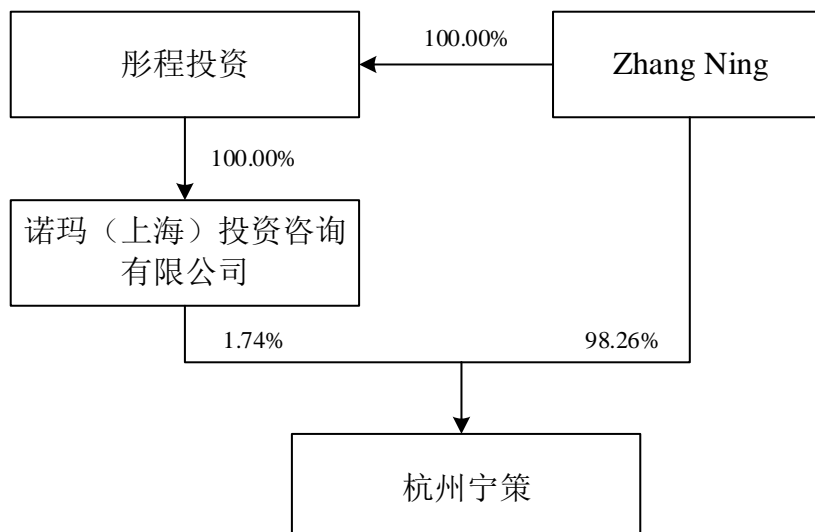 彤程投资
100.00%
Zhang Ning
100.00%
诺玛（上海）投资咨询
有限公司
1.74%
98.26%
杭州宁策